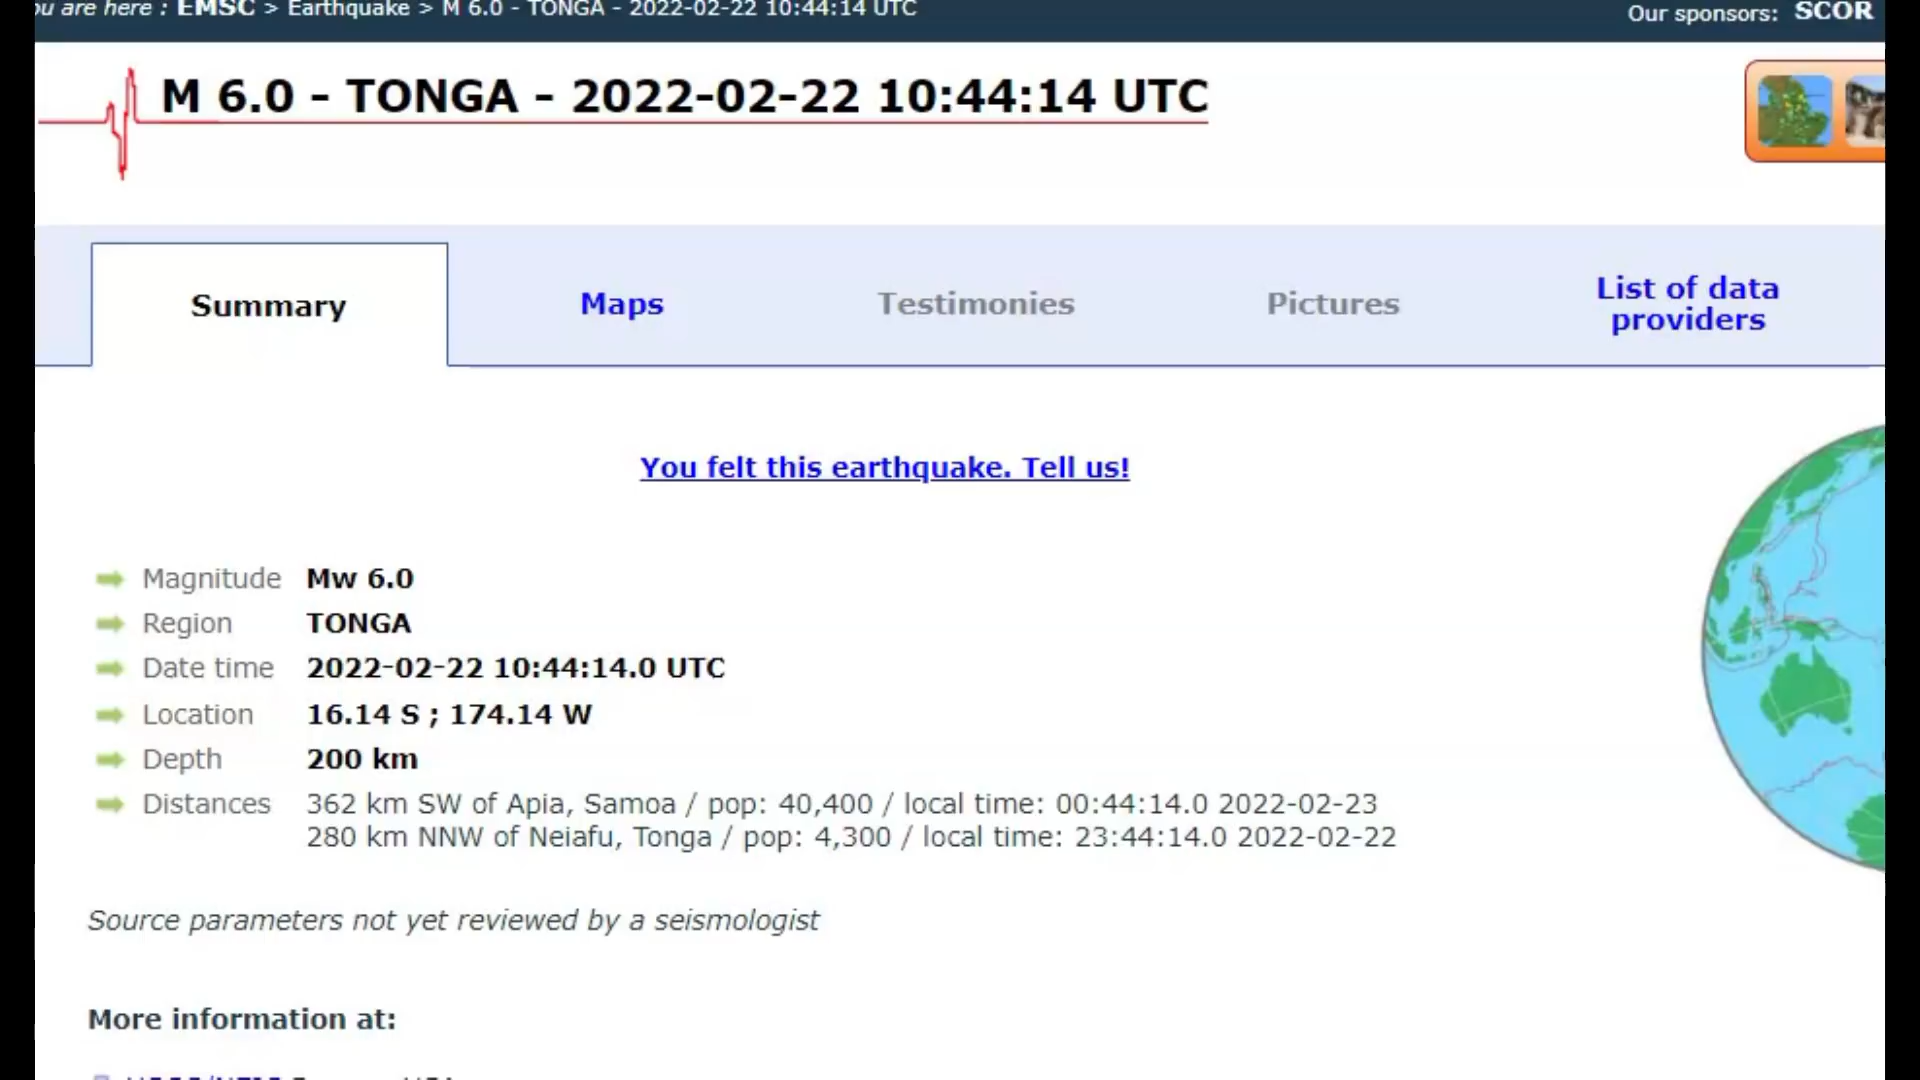 are here : EMSC > Earthquake > M 6.0 - TONGA - 2022-02-22 10:44:14 UTC
Our sponsors: SCOR
M 6.0 - TONGA - 2022-02-22 10:44:14 UTC
Summary
Maps
Testimonies
Pictures
List of data
providers
You felt this earthquake. Tell us!
Magnitude Mw 6.0
Region TONGA
Date time 2022-02-22 10:44:14.0 UTC
Location 16.14 S ; 174.14 W
Depth 200 km
Distances 362 km SW of Apia, Samoa / pop: 40,400 / local time: 00:44:14.0 2022-02-23
280 km NNW of Neiafu, Tonga / pop: 4,300 / local time: 23:44:14.0 2022-02-22
Source parameters not yet reviewed by a seismologist
More information at: